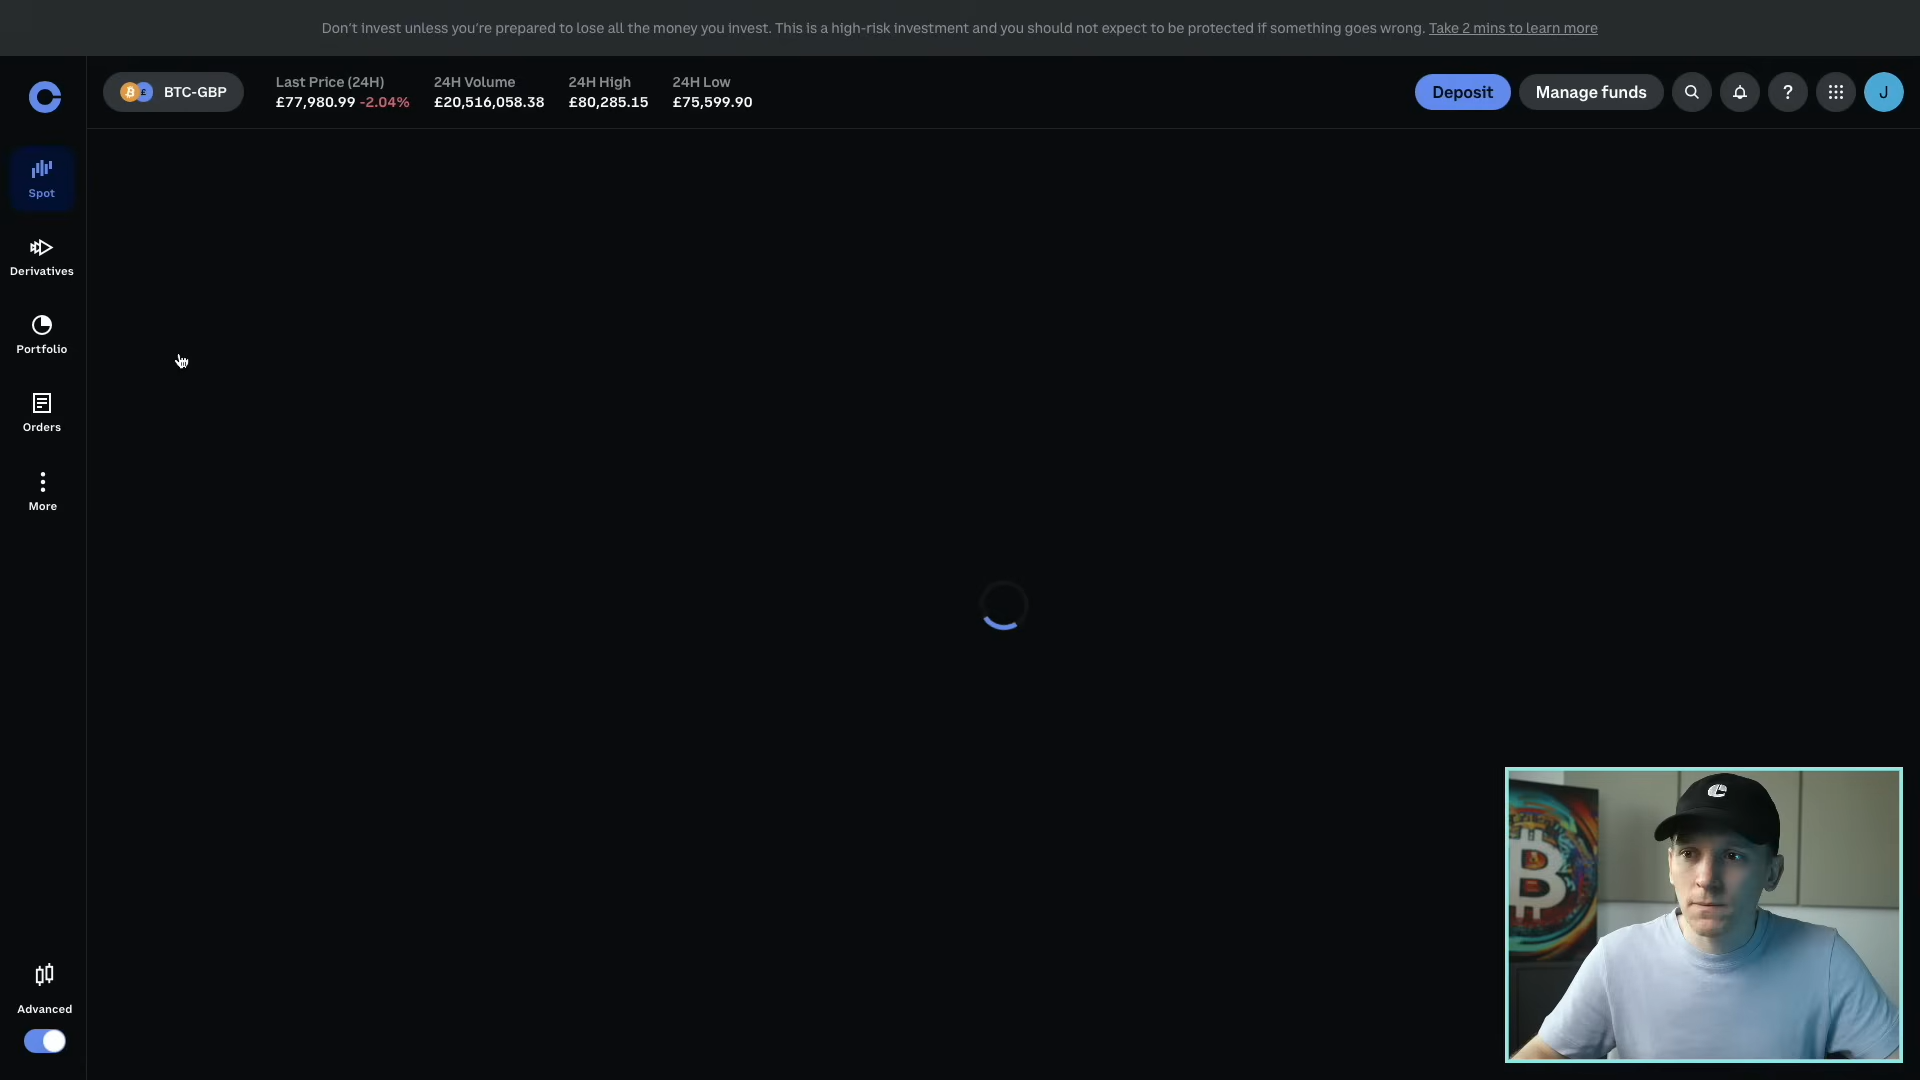 Don't invest unless you're prepared to lose all the money you invest. This is a high-risk investment and you should not expect to be protected if something goes wrong. Take 2 mins to learn more
BTC-GBP
Last Price (24H)
£77,980.99 -2.04%
24H Volume
£20,516,058.38
24H High
£80,285.15
24H Low
£75,599.90
Deposit
Manage funds
?
J
Spot
Derivatives
Portfolio
Orders
More
Advanced